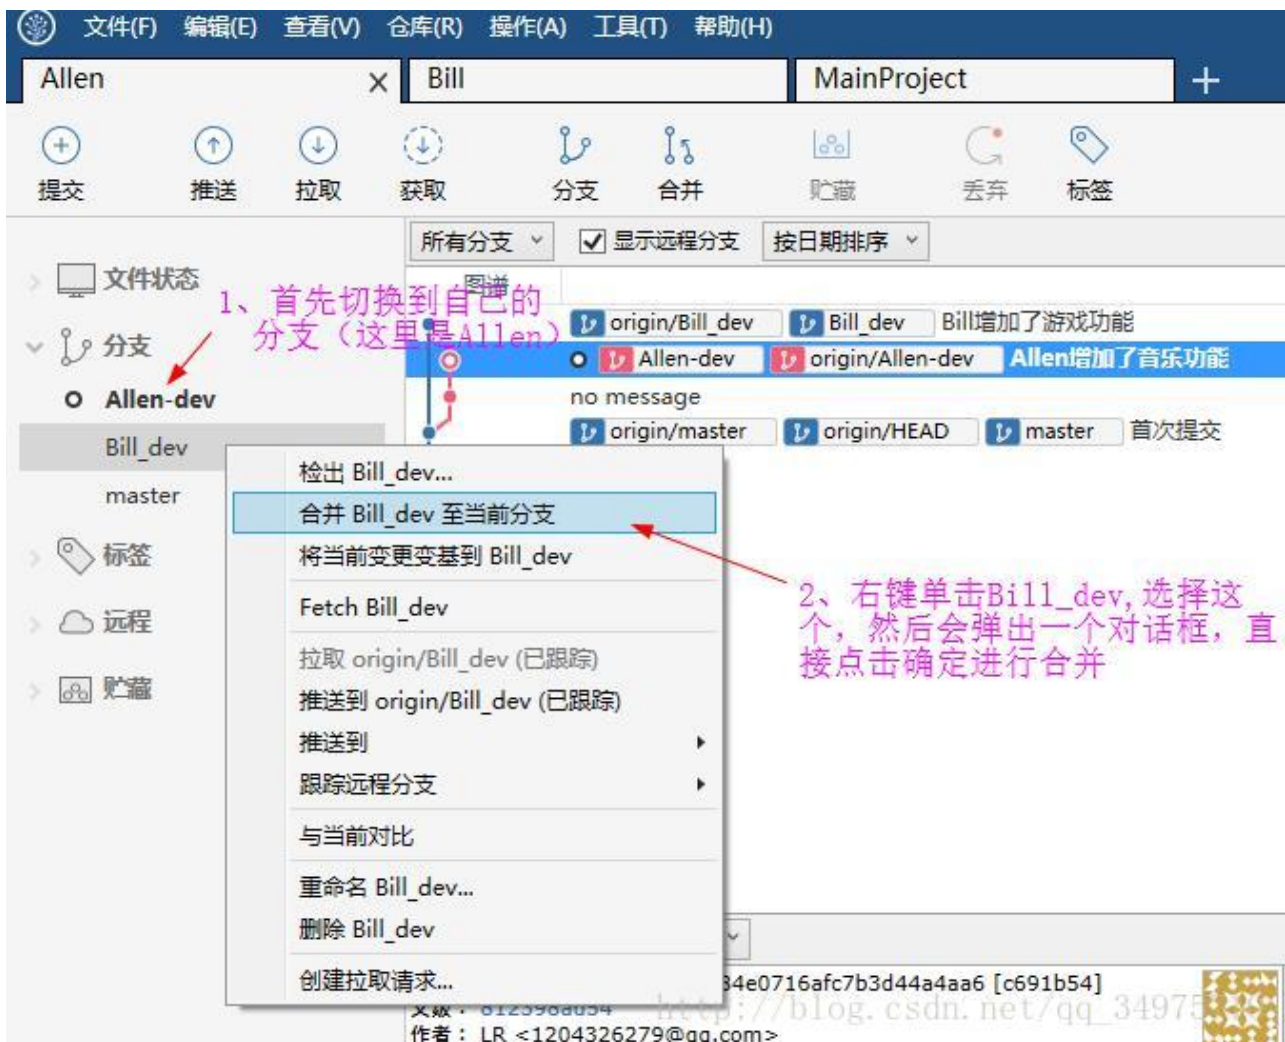 文件(F) 编辑(E) 查看(V) 仓库(R) 操作(A) 工具(T) 帮助(H)
Allen Bill MainProject
提交 推送 拉取 获取 分支 合并 贮藏 丢弃 标签
所有分支 显示远程分支 按日期排序
文件状态
图谱
1、首先切换到自己的
分支（这里是Allen）
origin/Bill_dev Bill_dev Bill增加了游戏功能
分支
Allen-dev origin/Allen-dev Allen增加了音乐功能
Allen-dev
no message
origin/master origin/HEAD master 首次提交
Bill_dev
master
标签
远程
贮藏
检出 Bill_dev...
合并 Bill_dev 至当前分支
将当前变更变基到 Bill_dev
Fetch Bill_dev
拉取 origin/Bill_dev (已跟踪)
推送到 origin/Bill_dev (已跟踪)
推送到
跟踪远程分支
与当前对比
重命名 Bill_dev...
删除 Bill_dev
创建拉取请求...
2、右键单击Bill_dev,选择这
个，然后会弹出一个对话框，直
接点击确定进行合并
34e0716afc7b3d44a4aa6 [c691b54]
http://blog.csdn.net/qq_34975
作者： LR <1204326279@qq.com>